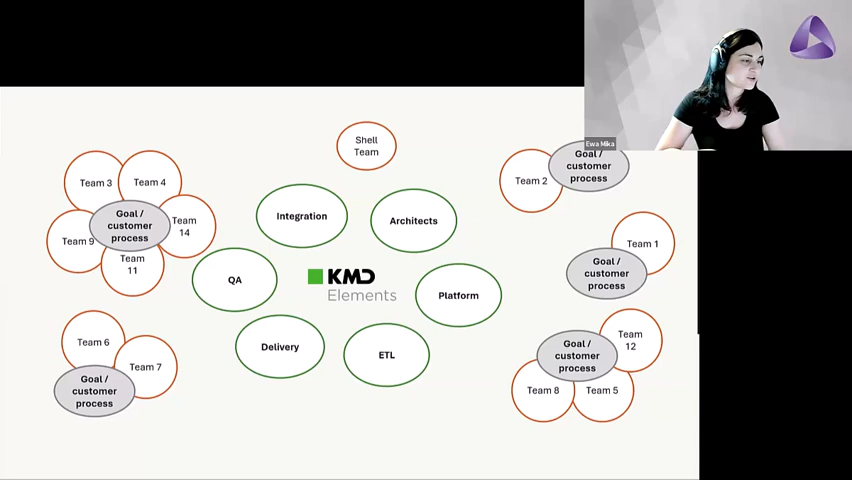 Ewa Mika
Shell
Team
Team 3
Team 4
Goal /
customer
process
Team
14
Team 9
Team
11
Integration
Architects
QA
KMD
Elements
Platform
Delivery
ETL
Team 6
Team 7
Goal /
customer
process
Team 2
Goal /
customer
process
Team 1
Goal /
customer
process
Team
12
Goal /
customer
process
Team 8
Team 5